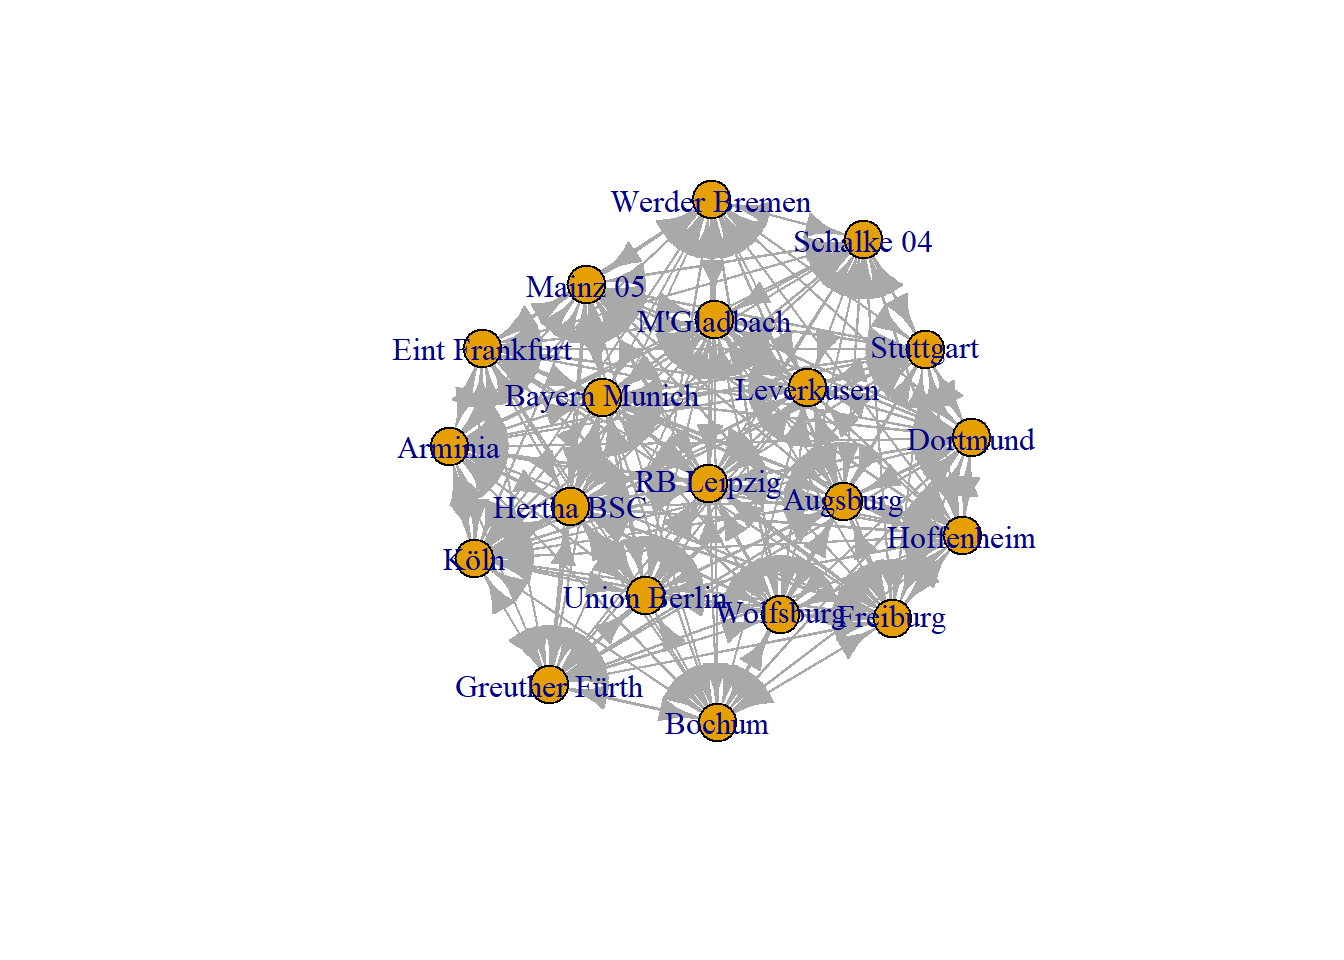 Werder Bremen
Schalke 04
Mainz 05
M'Gladbach
Eint Frankfurt
Stuttgart
Bayern Munich
Leverkusen
Arminia
Dortmund
RB Leipzig
Augsburg
Hertha BSC
Hoffenheim
Köln
Union Berlin
Wolfsburg
Freiburg
Greuther Fürth
Bochum